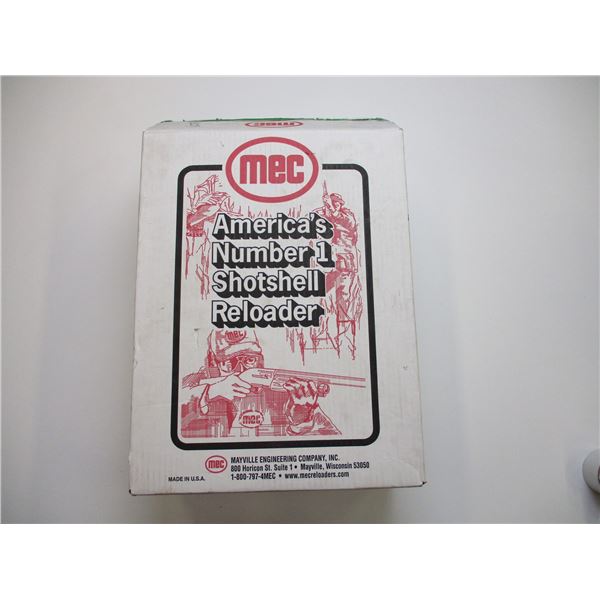 mec
mec
America's
Number 1
Shotshell
Reloader
mec
mec
mec
MAYVILLE ENGINEERING COMPANY, INC.
800 Horicon St. Suite 1 • Mayville, Wisconsin 53050
MADE IN U.S.A.
1-800-797-4MEC • www.mecreloaders.com